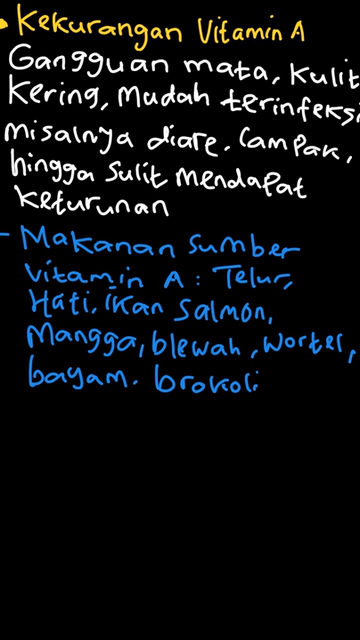 Kekurangan Vitamin A
Gangguan mata, Kulit
Kering, Mudah terinfeksi
misalnya diare. Campak,
hingga Sulit mendapat
keturunan
- Makanan Sumber
Vitamin A : Telur,
Hati, Ikan Salmon,
Mangga, blewah, wortel,
bayam. brokoli